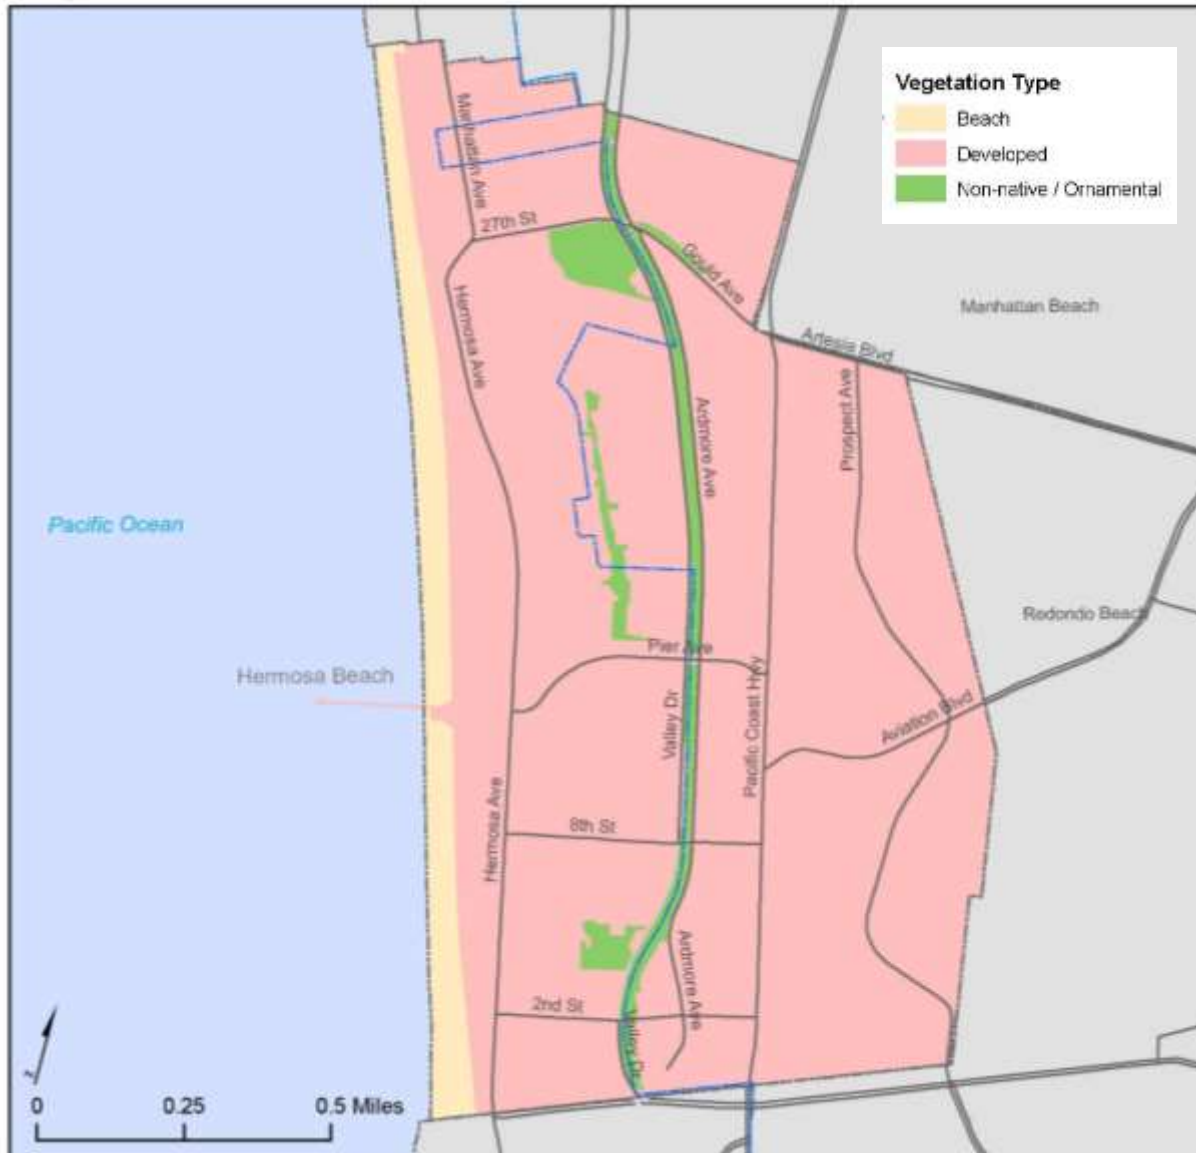 Vegetation Type
Beach
Developed
Non-native / Ornamental
Manhattan Ave
27th St
Gould Ave
Manhattan Beach
Hermosa Ave
Artesia Blvd
Prospect Ave
Ardmore Ave
Pacific Ocean
Redondo Beach
Pier Ave
Hermosa Beach
Valley Dr
Pacific Coast Hwy
Aviation Blvd
Hermosa Ave
8th St
Ardmore Ave
2nd St
Valley Dr
0 0.25 0.5 Miles